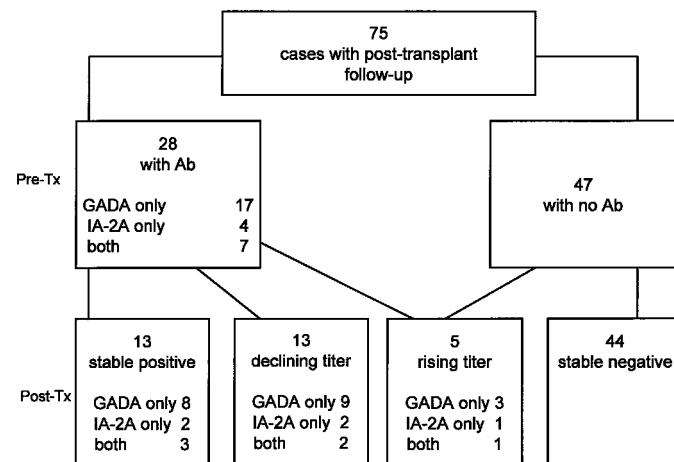 75
cases with post-transplant
follow-up
Pre-Tx
28
with Ab
GADA only 17
IA-2A only 4
both 7
47
with no Ab
Post-Tx
13
stable positive
GADA only 8
IA-2A only 2
both 3
13
declining titer
GADA only 9
IA-2A only 2
both 2
5
rising titer
GADA only 3
IA-2A only 1
both 1
44
stable negative